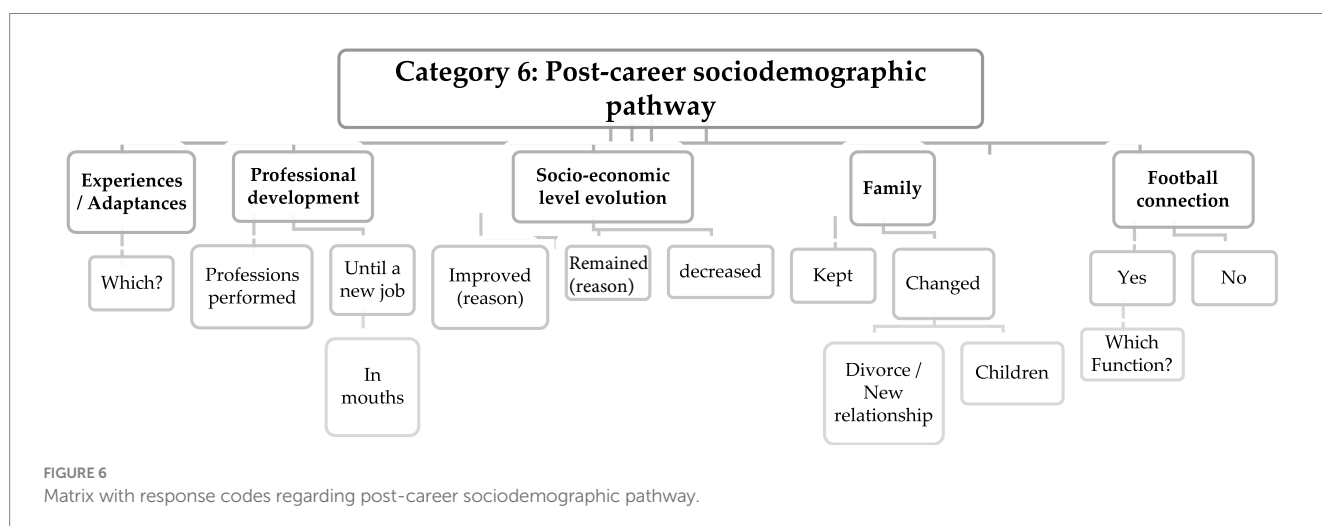 Category 6: Post-career sociodemographic
pathway
Experiences
/ Adaptances
Professional
development
Socio-economic
level evolution
Family
Football
connection
Which?
Professions
performed
Until a
new job
Improved
(reason)
Remained
(reason)
decreased
Kept
Changed
Yes
No
In
mouths
Divorce /
New
relationship
Children
Which
Function?
FIGURE 6
Matrix with response codes regarding post-career sociodemographic pathway.